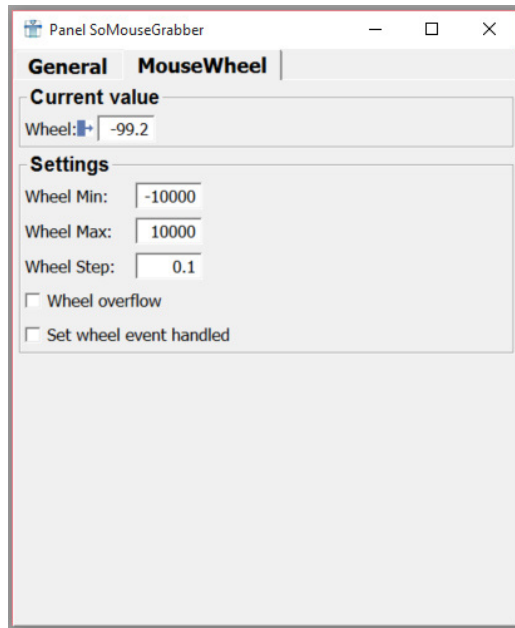 Panel SoMouseGrabber
General MouseWheel
Current value
Wheel: -99.2
Settings
Wheel Min: -10000
Wheel Max: 10000
Wheel Step: 0.1
Wheel overflow
Set wheel event handled